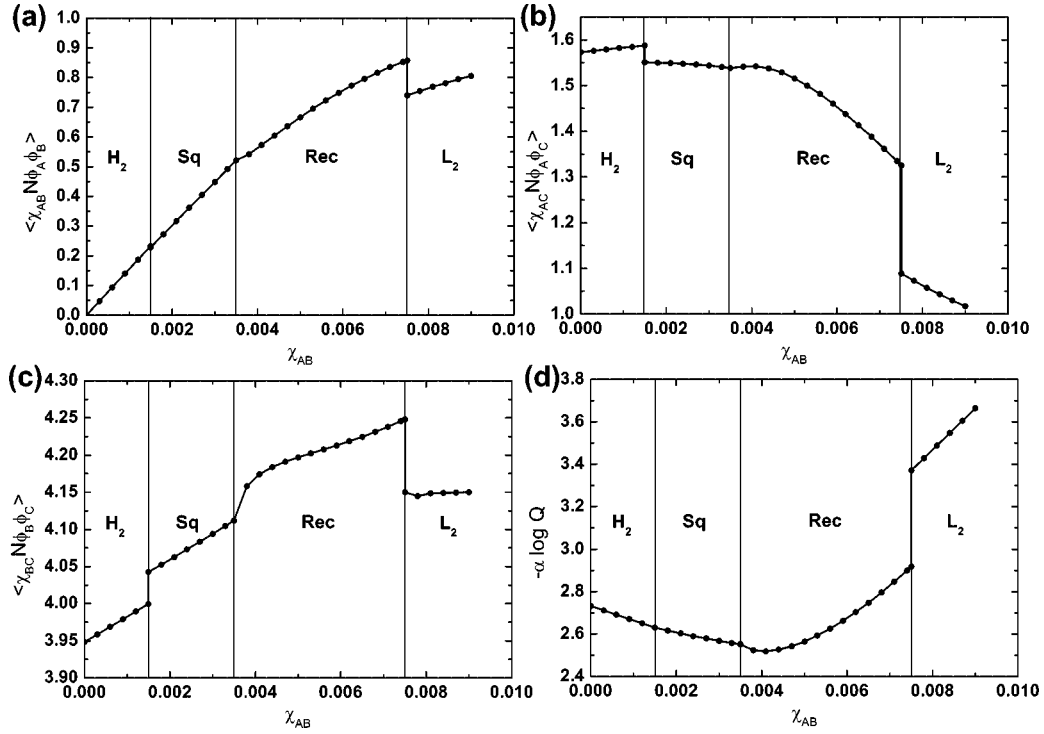 (a)
1.0
0.9
0.8
0.7
0.6
0.5
0.4
0.3
0.2
0.1
0.0
<χAB NϕAϕB>
H2
Sq
Rec
L2
0.000 0.002 0.004 0.006 0.008 0.010
χAB
(b)
1.6
1.5
1.4
1.3
1.2
1.1
1.0
<χAC NϕAϕC>
H2
Sq
Rec
L2
0.000 0.002 0.004 0.006 0.008 0.010
χAB
(c)
4.30
4.25
4.20
4.15
4.10
4.05
4.00
3.95
3.90
<χBC NϕBϕC>
H2
Sq
Rec
L2
0.000 0.002 0.004 0.006 0.008 0.010
χAB
(d)
3.8
3.6
3.4
3.2
3.0
2.8
2.6
2.4
-α log Q
H2
Sq
Rec
L2
0.000 0.002 0.004 0.006 0.008 0.010
χAB